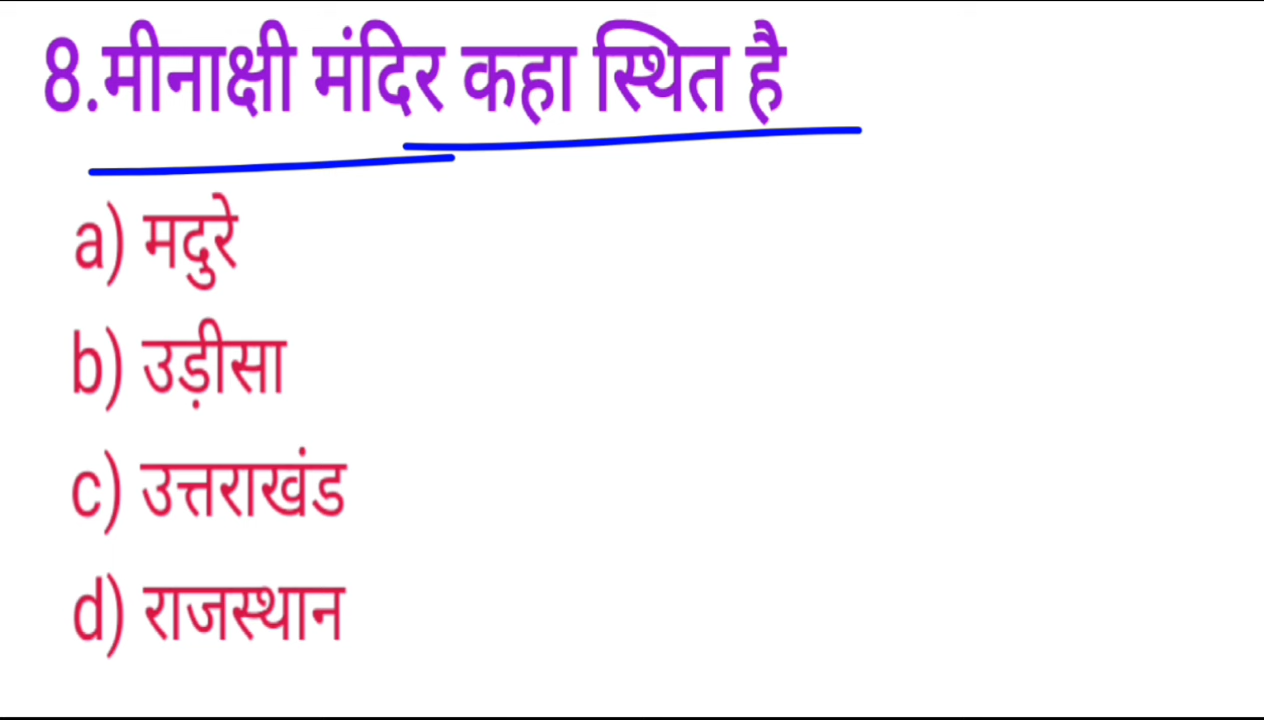 8.मीनाक्षी मंदिर कहा स्थित है
a) मदुरे
b) उड़ीसा
c) उत्तराखंड
d) राजस्थान